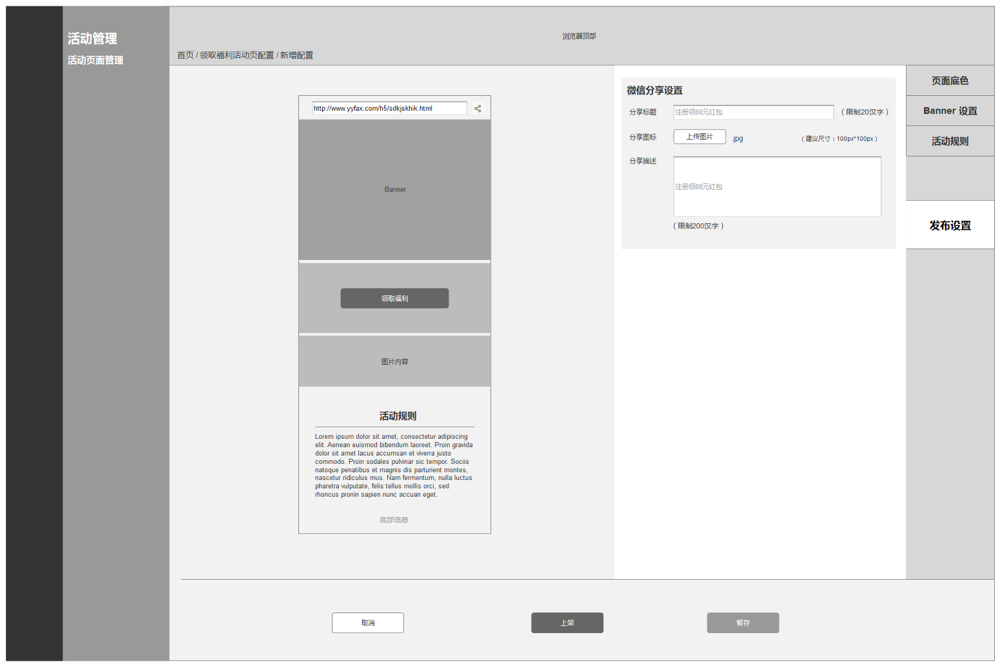 活动管理
活动页面管理
浏览器顶部
首页 / 领取福利活动页配置 / 新增配置
http://www.yyfax.com/h5/sdkjskhik.html
Banner
领取福利
图片内容
活动规则
Lorem ipsum dolor sit amet, consectetur adipiscing
elit. Aenean euismod bibendum laoreet. Proin gravida
dolor sit amet lacus accumsan et viverra justo
commodo. Proin sodales pulvinar sic tempor. Sociis
natoque penatibus et magnis dis parturient montes,
nascetur ridiculus mus. Nam fermentum, nulla luctus
pharetra vulputate, felis tellus mollis orci, sed
rhoncus pronin sapien nunc accuan eget.
底部信息
微信分享设置
分享标题 注册领88元红包 （限制20汉字）
分享图标 上传图片 .jpg （建议尺寸：100px*100px）
分享描述
注册领88元红包
（限制200汉字）
页面底色
Banner 设置
活动规则
发布设置
取消 上架 暂存